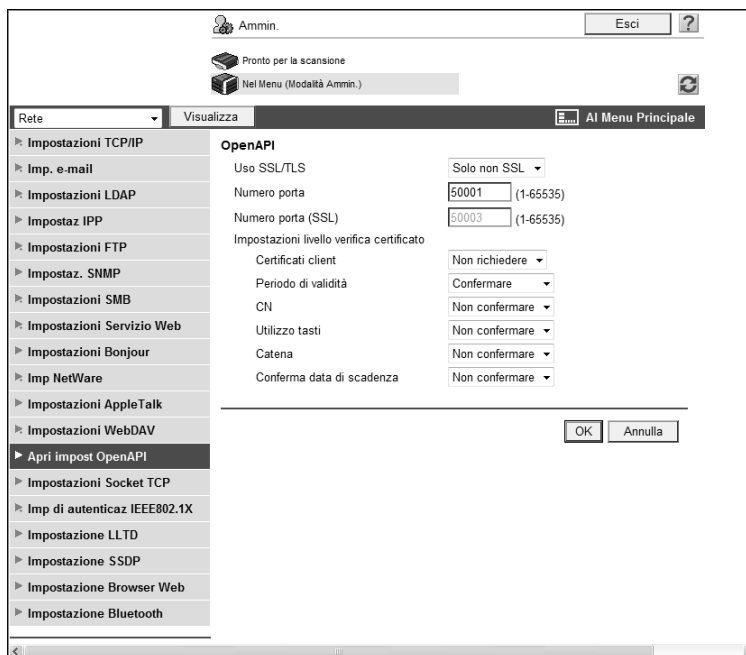 Ammin.
Esci
?
Pronto per la scansione
Nel Menu (Modalità Ammin.)
Rete
Visualizza
Al Menu Principale
Impostazioni TCP/IP
Imp. e-mail
Impostazioni LDAP
Impostaz IPP
Impostazioni FTP
Impostaz. SNMP
Impostazioni SMB
Impostazioni Servizio Web
Impostazioni Bonjour
Imp NetWare
Impostazioni AppleTalk
Impostazioni WebDAV
Apri impost OpenAPI
Impostazioni Socket TCP
Imp di autenticaz IEEE802.1X
Impostazione LLTD
Impostazione SSDP
Impostazione Browser Web
Impostazione Bluetooth
OpenAPI
Uso SSL/TLS Solo non SSL
Numero porta 50001 (1-65535)
Numero porta (SSL) 50003 (1-65535)
Impostazioni livello verifica certificato
Certificati client Non richiedere
Periodo di validità Confermare
CN Non confermare
Utilizzo tasti Non confermare
Catena Non confermare
Conferma data di scadenza Non confermare
OK Annulla